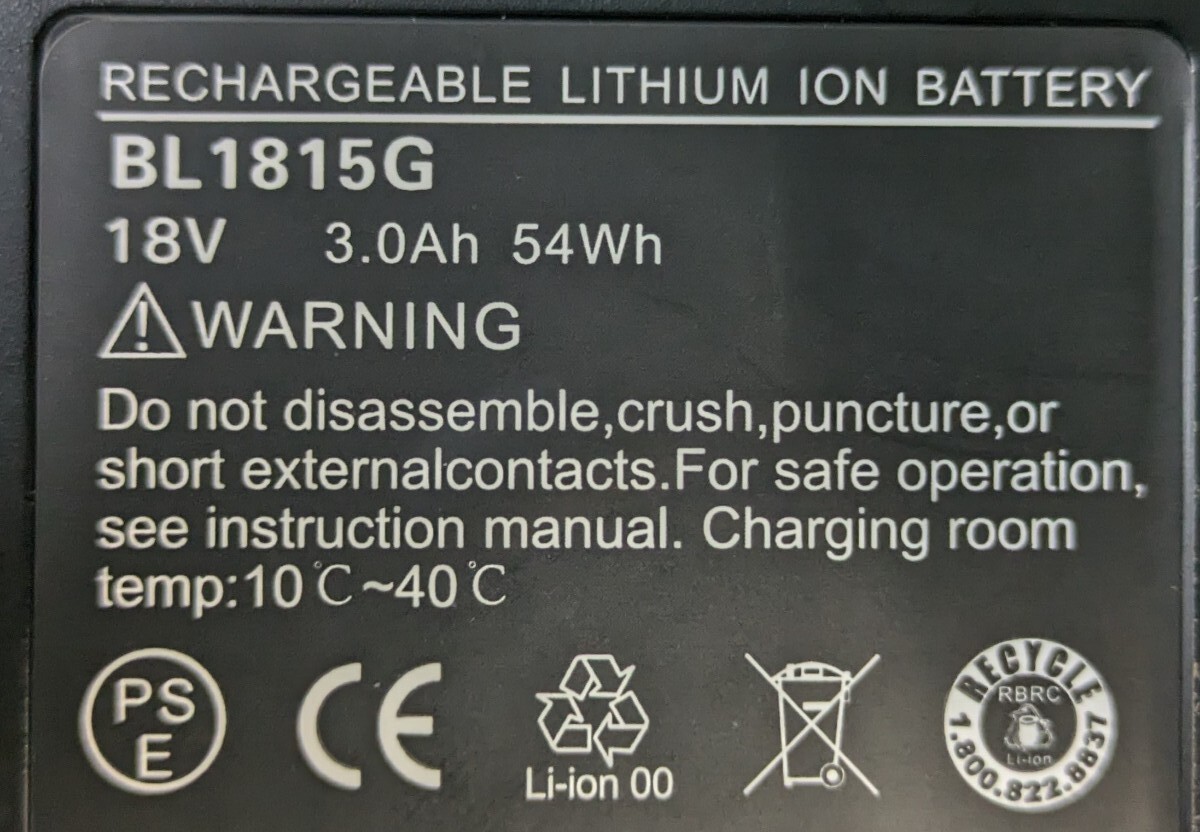 RECHARGEABLE LITHIUM ION BATTERY
BL1815G
18V 3.0Ah 54Wh
WARNING
Do not disassemble,crush,puncture,or
short externalcontacts.For safe operation,
see instruction manual. Charging room
temp:10℃~40℃
PS
E
CE
Li-ion 00
RECYCLE
RBRC
Li-ion
1.800.822.8837